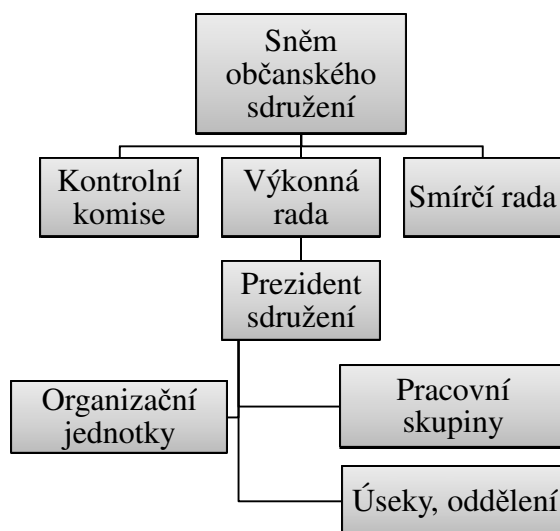 Sněm
občanského
sdružení
Kontrolní
komise
Výkonná
rada
Smírčí rada
Prezident
sdružení
Organizační
jednotky
Pracovní
skupiny
Úseky, oddělení